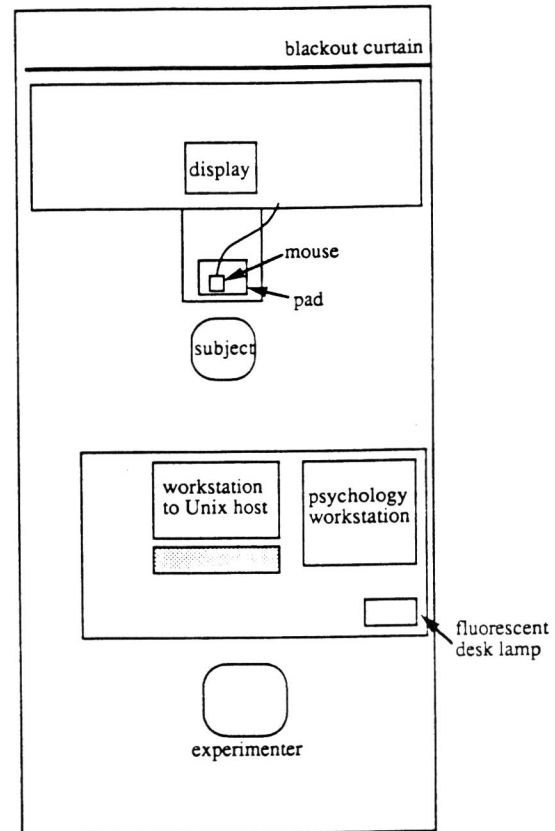 blackout curtain
display
mouse
pad
subject
workstation
to Unix host
psychology
workstation
fluorescent
desk lamp
experimenter